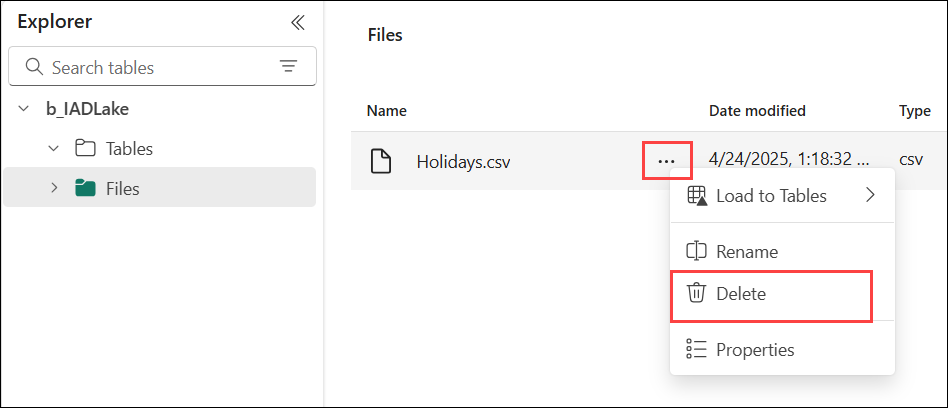 Explorer
Search tables
b_IADLake
Tables
Files
Files
Name Date modified Type
Holidays.csv ... 4/24/2025, 1:18:32 ... csv
Load to Tables
Rename
Delete
Properties